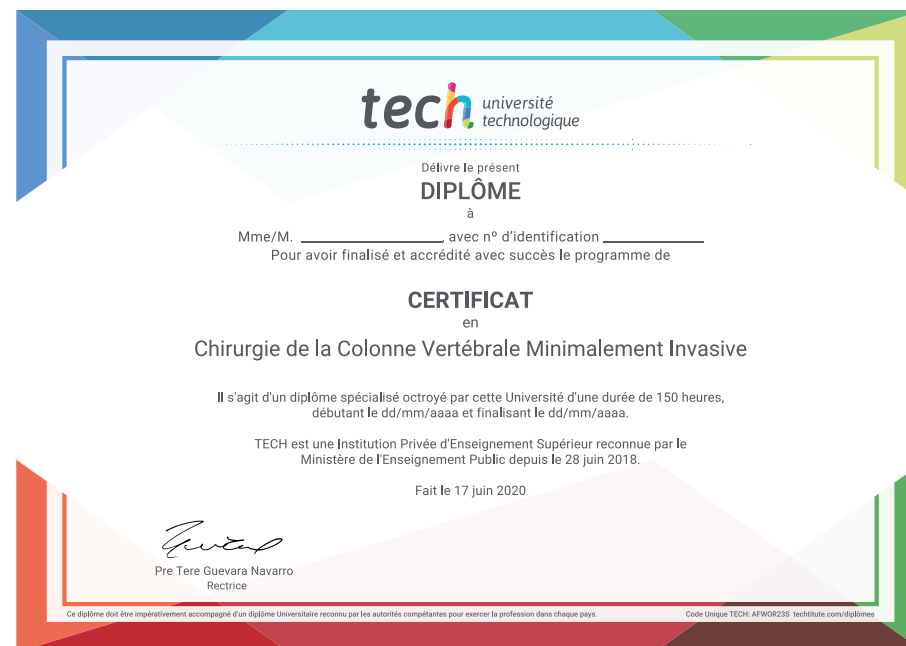 tech université
technologique
Délivre le présent
DIPLÔME
à
Mme/M. ____________________, avec nº d'identification ______________
Pour avoir finalisé et accrédité avec succès le programme de
CERTIFICAT
en
Chirurgie de la Colonne Vertébrale Minimalement Invasive
Il s'agit d'un diplôme spécialisé octroyé par cette Université d'une durée de 150 heures,
débutant le dd/mm/aaaa et finalisant le dd/mm/aaaa.
TECH est une Institution Privée d'Enseignement Supérieur reconnue par le
Ministère de l'Enseignement Public depuis le 28 juin 2018.
Fait le 17 juin 2020
Pre Tere Guevara Navarro
Rectrice
Ce diplôme doit être impérativement accompagné d'un diplôme Universitaire reconnu par les autorités compétentes pour exercer la profession dans chaque pays.
Code Unique TECH: AFWOR23S techtitute.com/diplômes